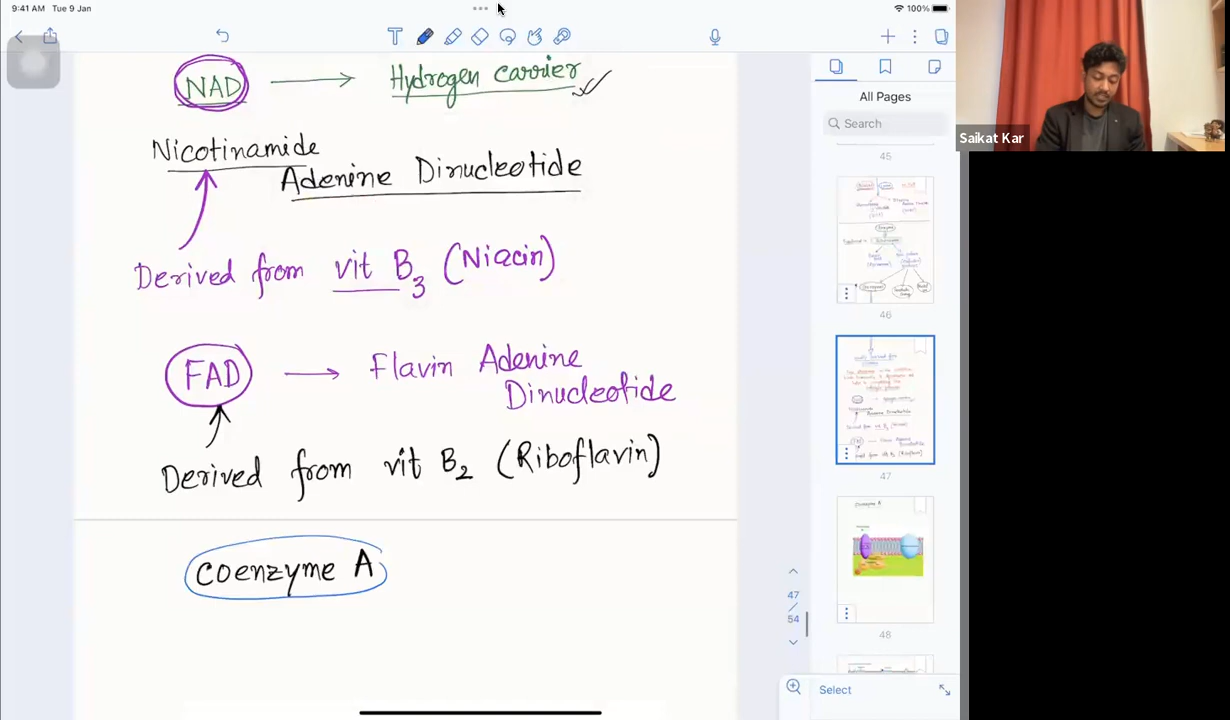 9:41 AM Tue 9 Jan
100%
NAD → Hydrogen carrier
Nicotinamide
Adenine Dinucleotide
Derived from vit B₃ (Niacin)
FAD → Flavin Adenine
Dinucleotide
Derived from vit B₂ (Riboflavin)
Coenzyme A
47
/
54
All Pages
Search
45
46
47
Coenzyme A
48
Select
Saikat Kar